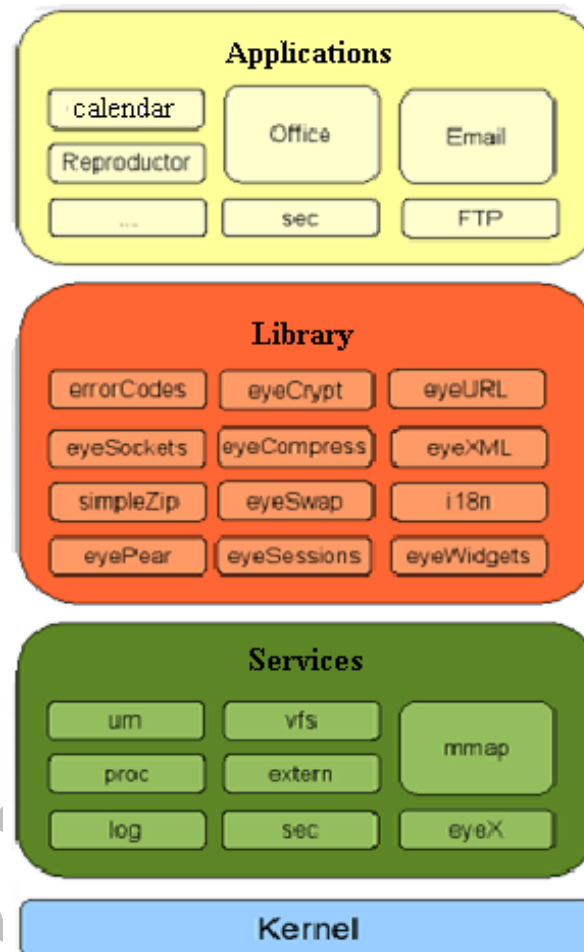 Applications
calendar
Office
Email
Reproductor
...
sec
FTP
Library
errorCodes
eyeCrypt
eyeURL
eyeSockets
eyeCompress
eyeXML
simpleZip
eyeSwap
i18n
eyePear
eyeSessions
eyeWidgets
Services
um
vfs
mmap
proc
extern
log
sec
eyeX
Kernel